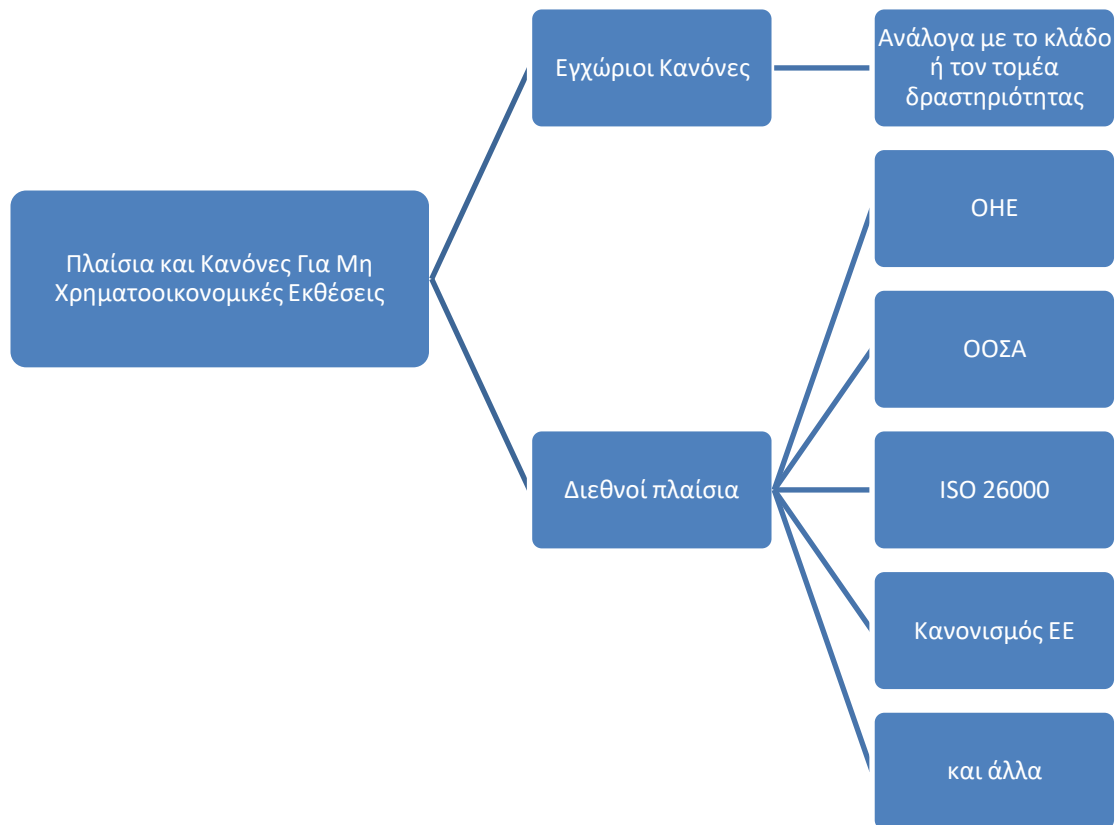 Εγχώριοι Κανόνες
Ανάλογα με το κλάδο
ή τον τομέα
δραστηριότητας
Πλαίσια και Κανόνες Για Μη
Χρηματοοικονομικές Εκθέσεις
ΟΗΕ
ΟΟΣΑ
Διεθνοί πλαίσια
ISO 26000
Κανονισμός ΕΕ
και άλλα